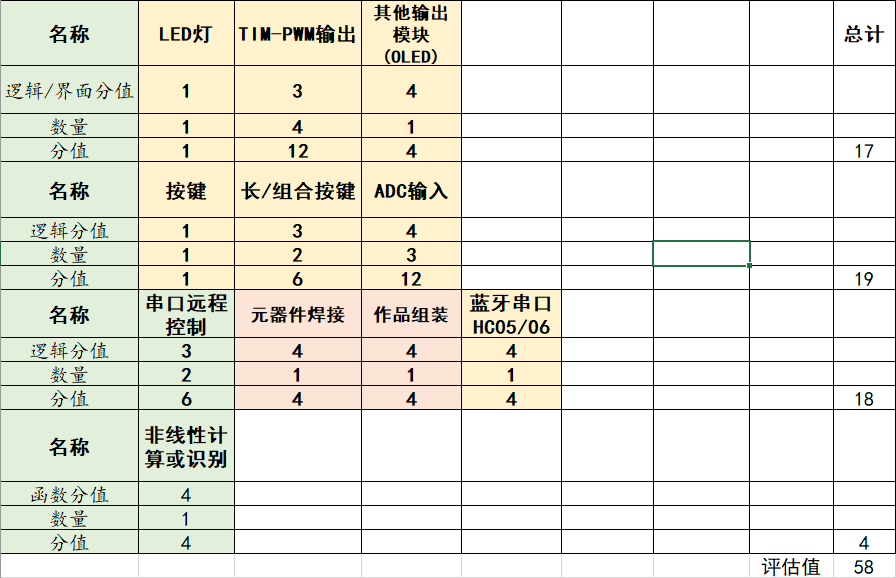 名称 LED灯 TIM-PWM输出 其他输出模块(OLED) 总计
逻辑/界面分值 1 3 4
数量 1 4 1
分值 1 12 4 17
名称 按键 长/组合按键 ADC输入
逻辑分值 1 3 4
数量 1 2 3
分值 1 6 12 19
名称 串口远程控制 元器件焊接 作品组装 蓝牙串口HC05/06
逻辑分值 3 4 4 4
数量 2 1 1 1
分值 6 4 4 4 18
名称 非线性计算或识别
函数分值 4
数量 1
分值 4 4
评估值 58